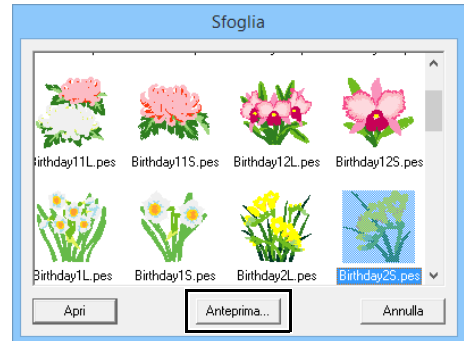 Sfoglia
Birthday11L.pes Birthday11S.pes Birthday12L.pes Birthday12S.pes
Birthday1L.pes Birthday1S.pes Birthday2L.pes Birthday2S.pes
Apri Anteprima... Annulla